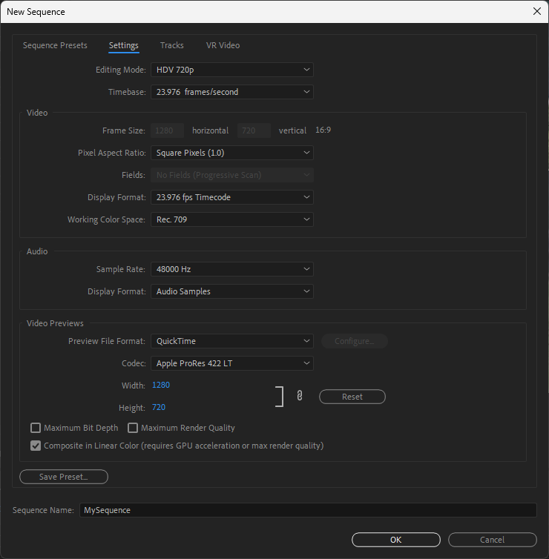 New Sequence
Sequence Presets Settings Tracks VR Video
Editing Mode: HDV 720p
Timebase: 23.976 frames/second
Video
Frame Size: 1280 horizontal 720 vertical 16:9
Pixel Aspect Ratio: Square Pixels (1.0)
Fields: No Fields (Progressive Scan)
Display Format: 23.976 fps Timecode
Working Color Space: Rec. 709
Audio
Sample Rate: 48000 Hz
Display Format: Audio Samples
Video Previews
Preview File Format: QuickTime Configure...
Codec: Apple ProRes 422 LT
Width: 1280
Reset
Height: 720
Maximum Bit Depth Maximum Render Quality
Composite in Linear Color (requires GPU acceleration or max render quality)
Save Preset...
Sequence Name: MySequence
OK Cancel